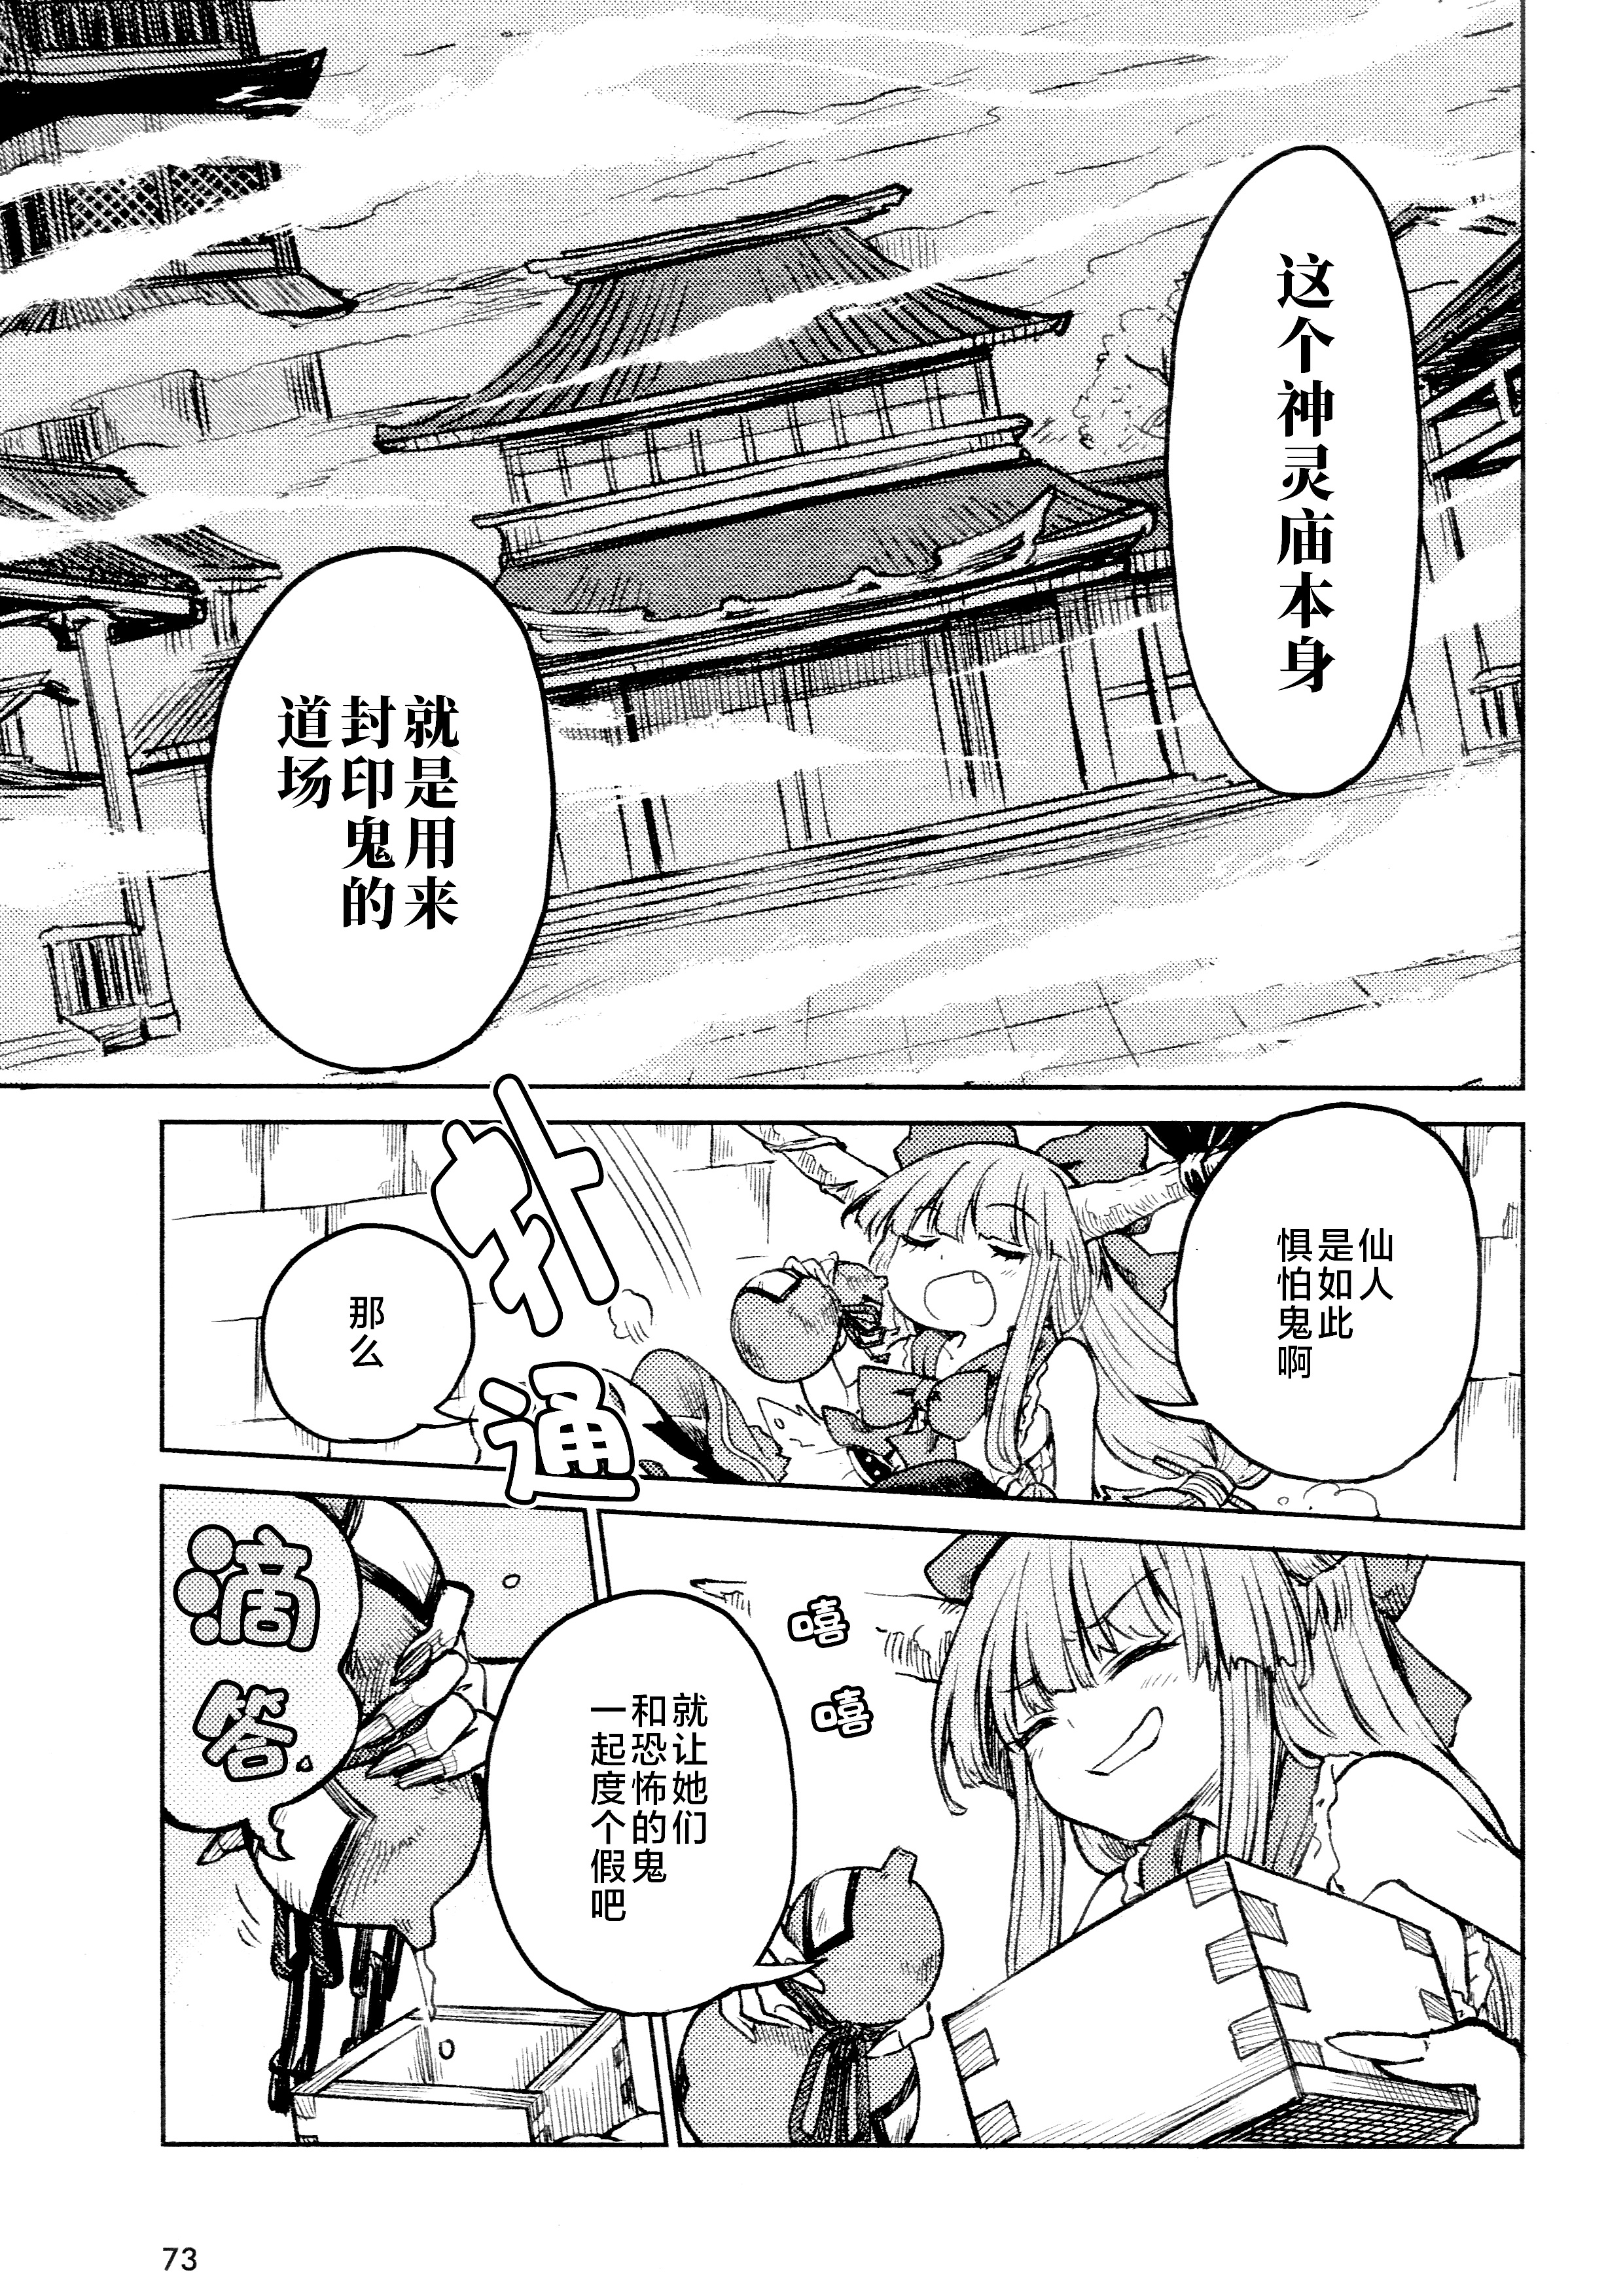 这个神灵庙本身
就是用来
封印鬼的
道场
仙人
是如此
惧怕鬼啊
扑
通
那么
嘻
嘻
就让她们
和恐怖的鬼
一起度个假吧
滴
答
73